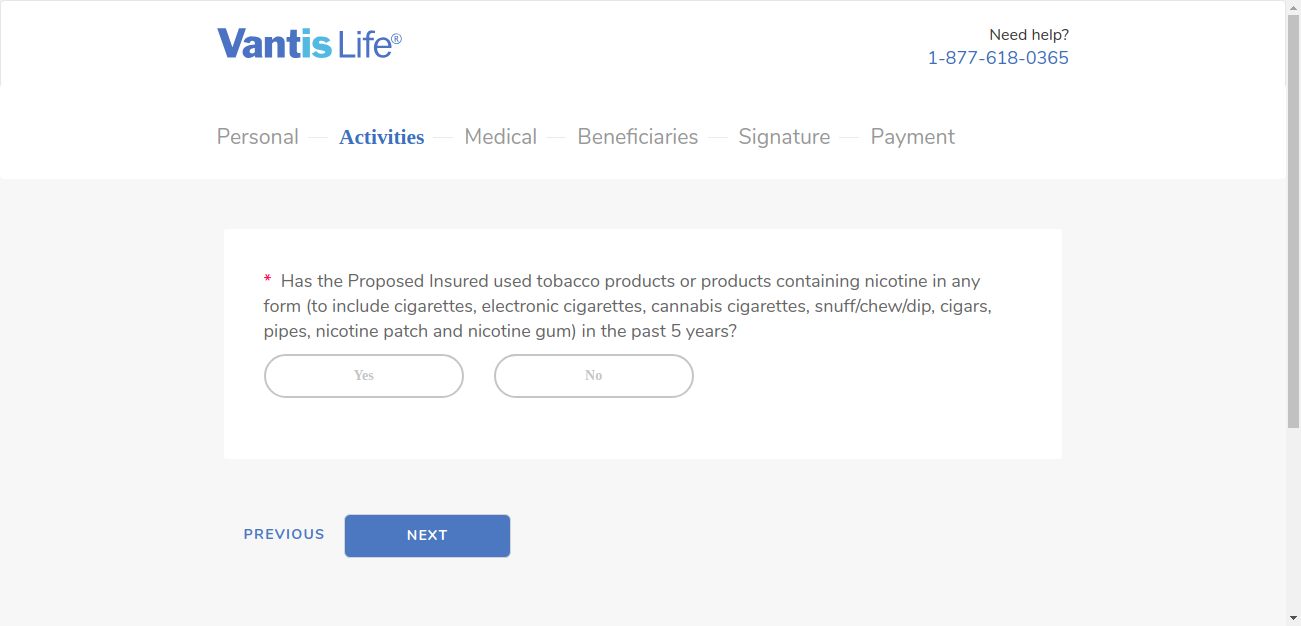 Vantis Life®
Need help?
1-877-618-0365
Personal
Activities
Medical
Beneficiaries
Signature
Payment
* Has the Proposed Insured used tobacco products or products containing nicotine in any
form (to include cigarettes, electronic cigarettes, cannabis cigarettes, snuff/chew/dip, cigars,
pipes, nicotine patch and nicotine gum) in the past 5 years?
Yes
No
PREVIOUS
NEXT